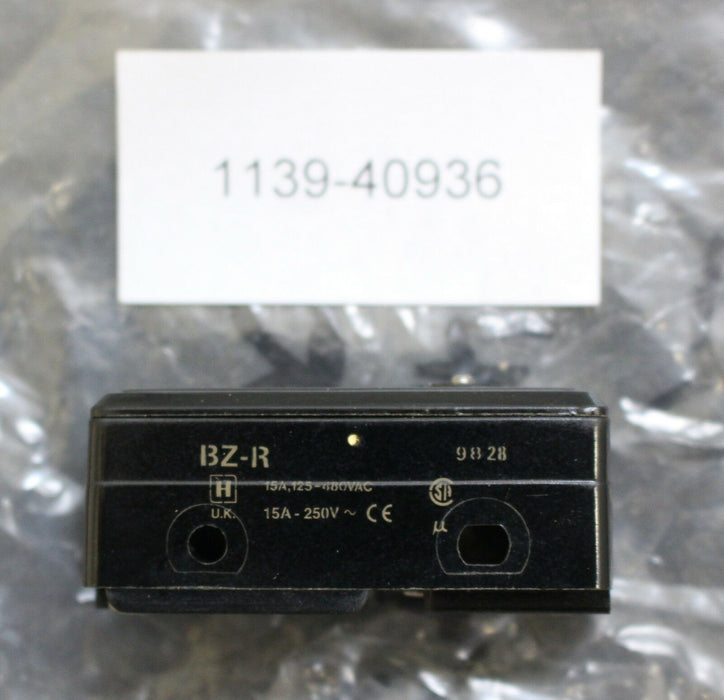 1139-40936
BZ-R 9828
H 15A,125-480VAC
U.K. 15A-250V ~ CE
µ